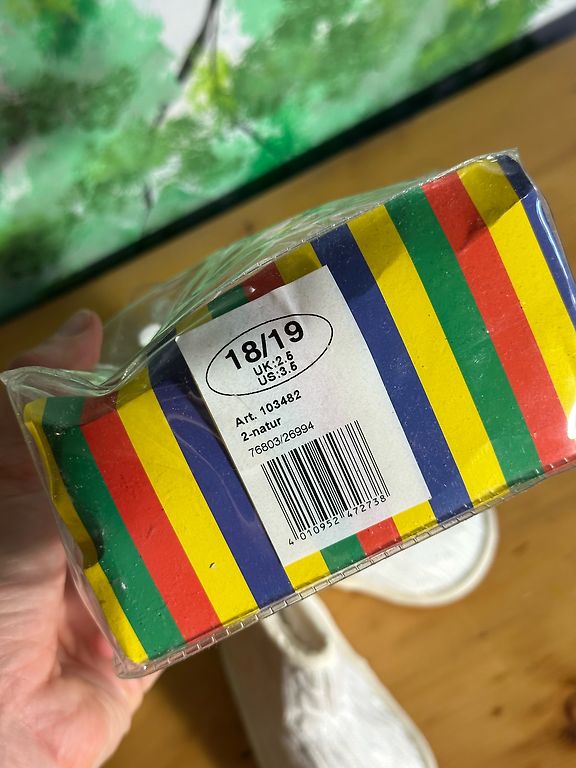 18/19
UK:2.5
US:3.5
Art. 103482
2-natur
76803/26994
4 010952 472738